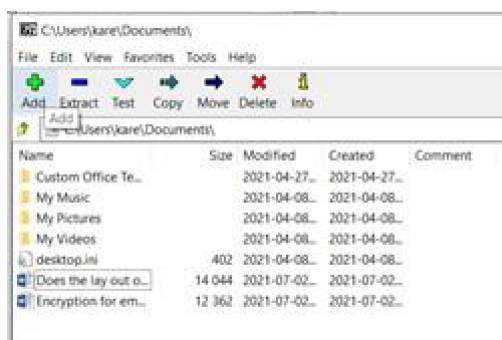 C:\Users\kare\Documents\
File Edit View Favorites Tools Help
Add Extract Test Copy Move Delete Info
Add
C:\Users\kare\Documents\
Name Size Modified Created Comment
Custom Office Te... 2021-04-27... 2021-04-27...
My Music 2021-04-08... 2021-04-08...
My Pictures 2021-04-08... 2021-04-08...
My Videos 2021-04-08... 2021-04-08...
desktop.ini 402 2021-04-08... 2021-04-08...
Does the lay out o... 14 044 2021-07-02... 2021-07-02...
Encryption for em... 12 362 2021-07-02... 2021-07-02...